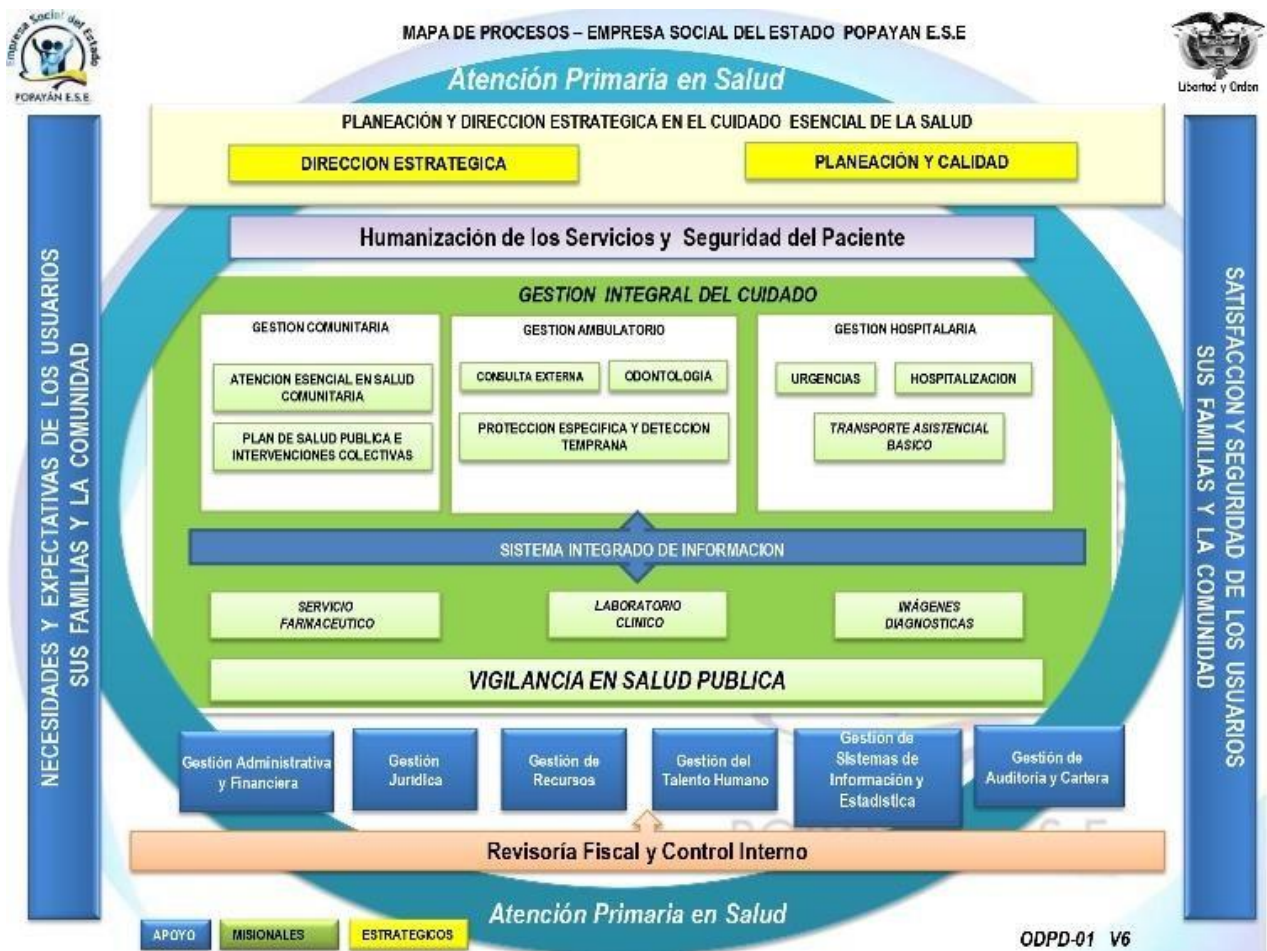 Empresa Social del Estado
POPAYÁN E.S.E.
MAPA DE PROCESOS – EMPRESA SOCIAL DEL ESTADO POPAYAN E.S.E
Libertad y Orden
Atención Primaria en Salud
NECESIDADES Y EXPECTATIVAS DE LOS USUARIOS
SUS FAMILIAS Y LA COMUNIDAD
PLANEACIÓN Y DIRECCION ESTRATEGICA EN EL CUIDADO ESENCIAL DE LA SALUD
DIRECCION ESTRATEGICA
PLANEACIÓN Y CALIDAD
Humanización de los Servicios y Seguridad del Paciente
GESTION INTEGRAL DEL CUIDADO
GESTION COMUNITARIA
ATENCION ESENCIAL EN SALUD
COMUNITARIA
PLAN DE SALUD PUBLICA E
INTERVENCIONES COLECTIVAS
GESTION AMBULATORIO
CONSULTA EXTERNA
ODONTOLOGIA
PROTECCION ESPECIFICA Y DETECCION
TEMPRANA
GESTION HOSPITALARIA
URGENCIAS
HOSPITALIZACION
TRANSPORTE ASISTENCIAL
BASICO
SISTEMA INTEGRADO DE INFORMACION
SERVICIO
FARMACEUTICO
LABORATORIO
CLINICO
IMÁGENES
DIAGNOSTICAS
VIGILANCIA EN SALUD PUBLICA
Gestión Administrativa
y Financiera
Gestión
Jurídica
Gestión de
Recursos
Gestión del
Talento Humano
Gestión de
Sistemas de
Información y
Estadística
Gestión de
Auditoría y Cartera
Revisoría Fiscal y Control Interno
SATISFACCION Y SEGURIDAD DE LOS USUARIOS
SUS FAMILIAS Y LA COMUNIDAD
Atención Primaria en Salud
APOYO
MISIONALES
ESTRATEGICOS
ODPD-01 V6